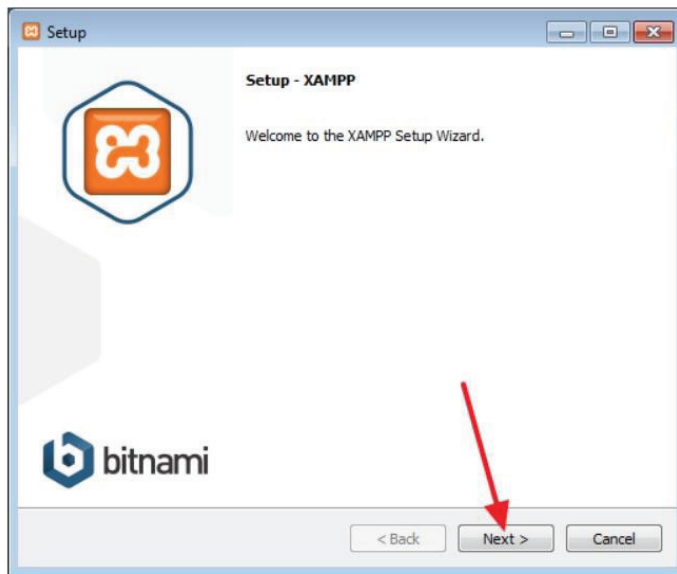 Setup
Setup - XAMPP
Welcome to the XAMPP Setup Wizard.
bitnami
< Back
Next >
Cancel